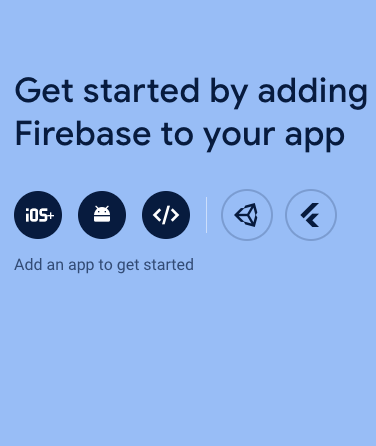 Get started by adding
Firebase to your app
iOS+
Add an app to get started